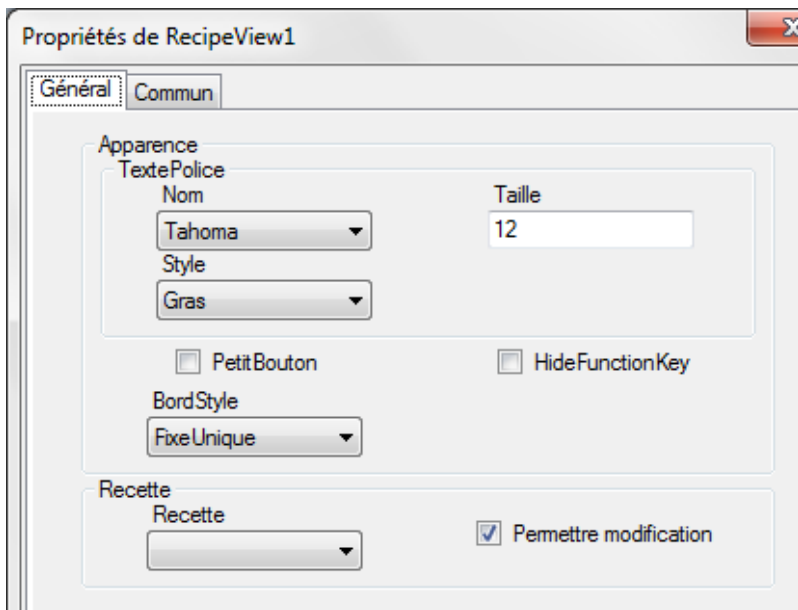 Propriétés de RecipeView1
Général Commun
Apparence
TextePolice
Nom Taille
Tahoma 12
Style
Gras
PetitBouton HideFunctionKey
BordStyle
FixeUnique
Recette
Recette
Permettre modification